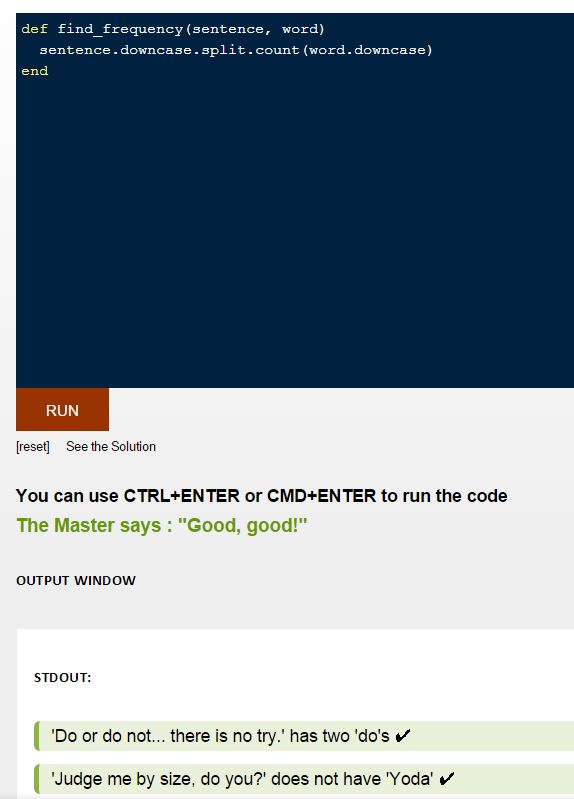 def find_frequency(sentence, word)
  sentence.downcase.split.count(word.downcase)
end
RUN
[reset] See the Solution
You can use CTRL+ENTER or CMD+ENTER to run the code
The Master says : "Good, good!"
OUTPUT WINDOW
STDOUT:
'Do or do not... there is no try.' has two 'do's ✔
'Judge me by size, do you?' does not have 'Yoda' ✔